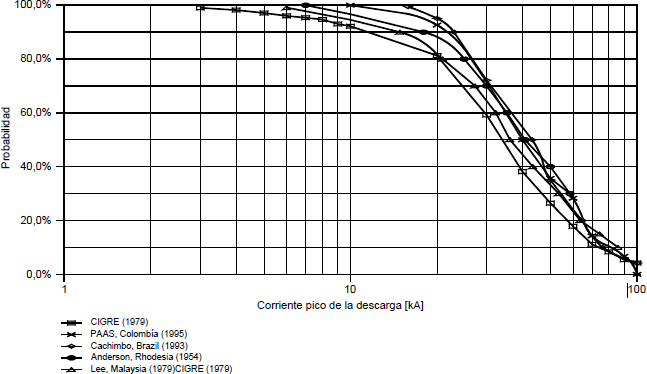 100,0%
80,0%
60,0%
40,0%
20,0%
0,0%
Probabilidad
1
10
100
Corriente pico de la descarga [kA]
CIGRE (1979)
PAAS, Colombía (1995)
Cachimbo, Brazil (1993)
Anderson, Rhodesia (1954)
Lee, Malaysia (1979)CIGRE (1979)